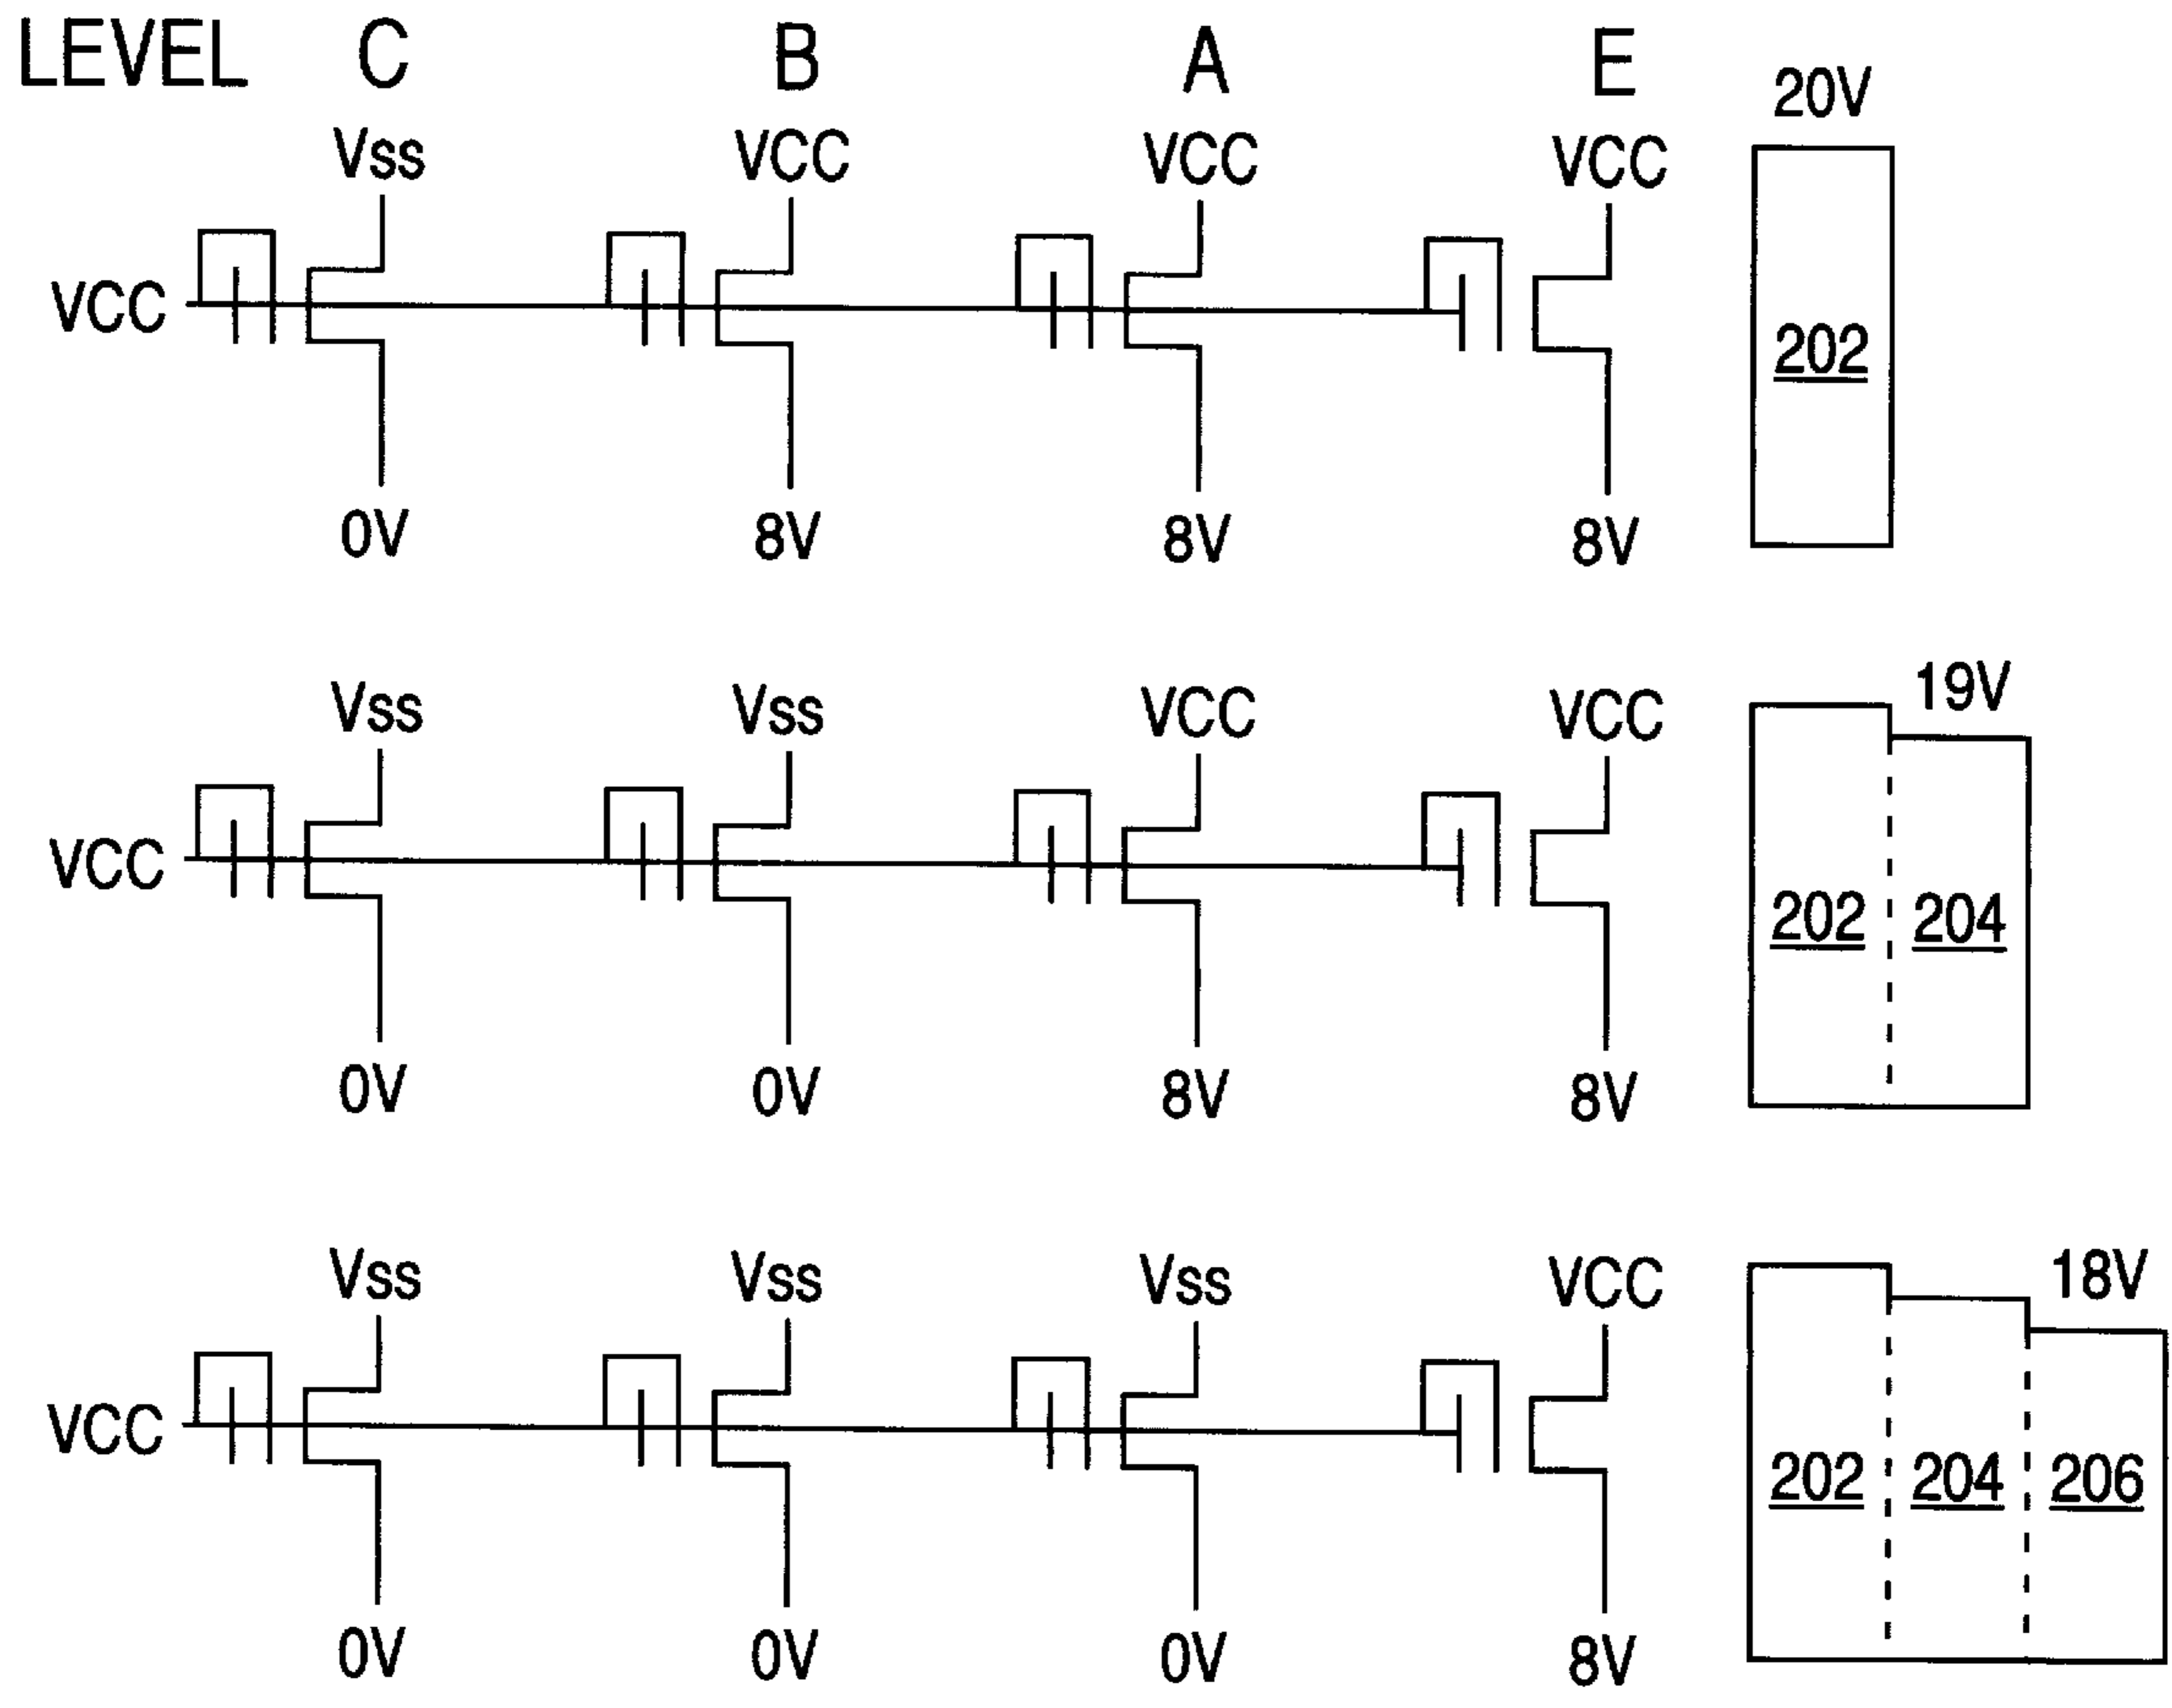 LEVEL C B A E
20V
Vss VCC VCC VCC
VCC
202
0V 8V 8V 8V
19V
Vss Vss VCC VCC
VCC
202 204
0V 0V 8V 8V
18V
Vss Vss Vss VCC
VCC
202 204 206
0V 0V 0V 8V